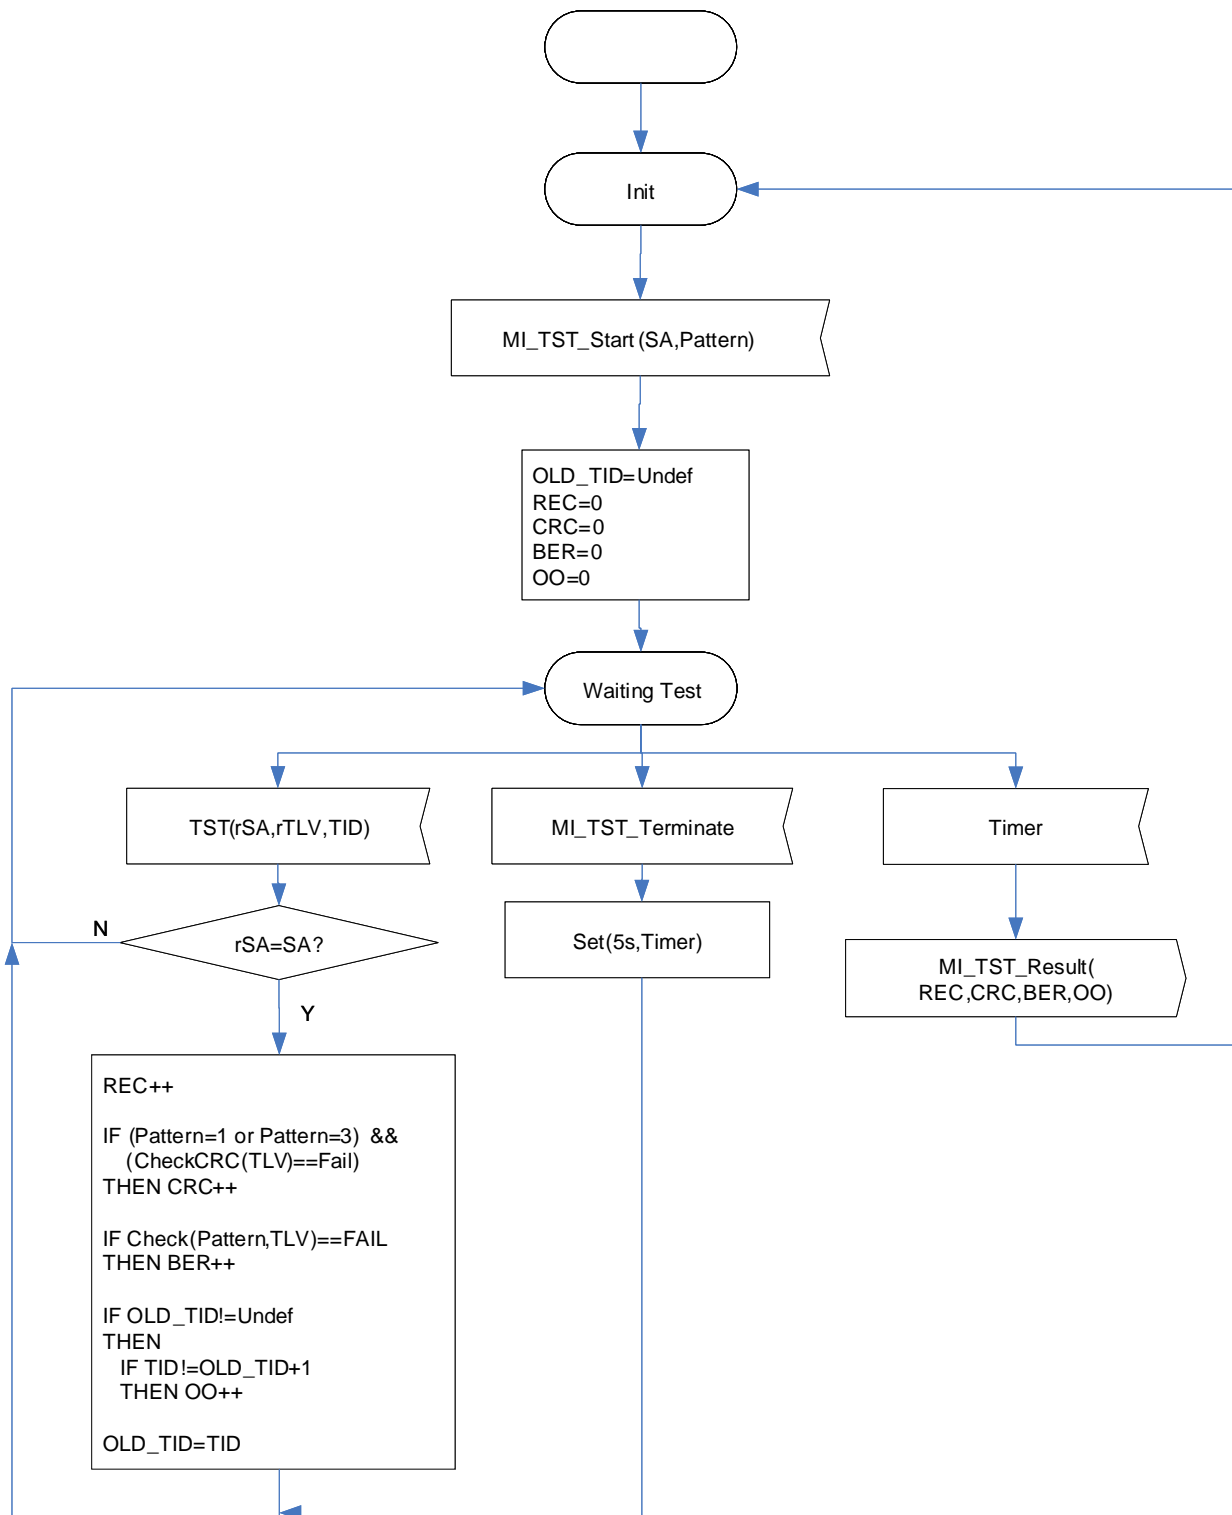 Init
MI_TST_Start(SA,Pattern)
OLD_TID=Undef
REC=0
CRC=0
BER=0
OO=0
Waiting Test
TST(rSA,rTLV,TID)
MI_TST_Terminate
Timer
N
rSA=SA?
Set(5s,Timer)
MI_TST_Result(
REC,CRC,BER,OO)
Y
REC++
IF (Pattern=1 or Pattern=3) &&
(CheckCRC(TLV)==Fail)
THEN CRC++
IF Check(Pattern,TLV)==FAIL
THEN BER++
IF OLD_TID!=Undef
THEN
IF TID!=OLD_TID+1
THEN OO++
OLD_TID=TID